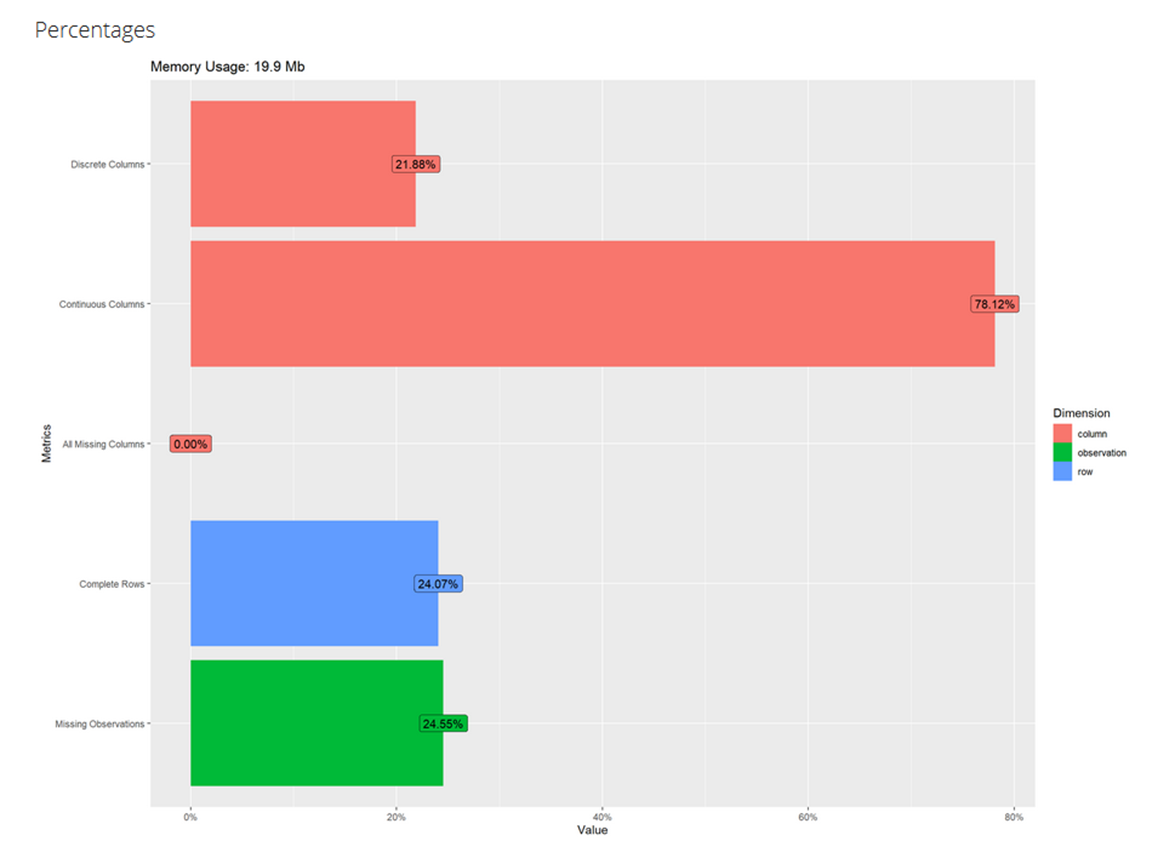 Percentages
Memory Usage: 19.9 Mb
Discrete Columns
21.88%
Continuous Columns
78.12%
All Missing Columns
0.00%
Complete Rows
24.07%
Missing Observations
24.55%
Metrics
0%
20%
40%
60%
80%
Value
Dimension
column
observation
row